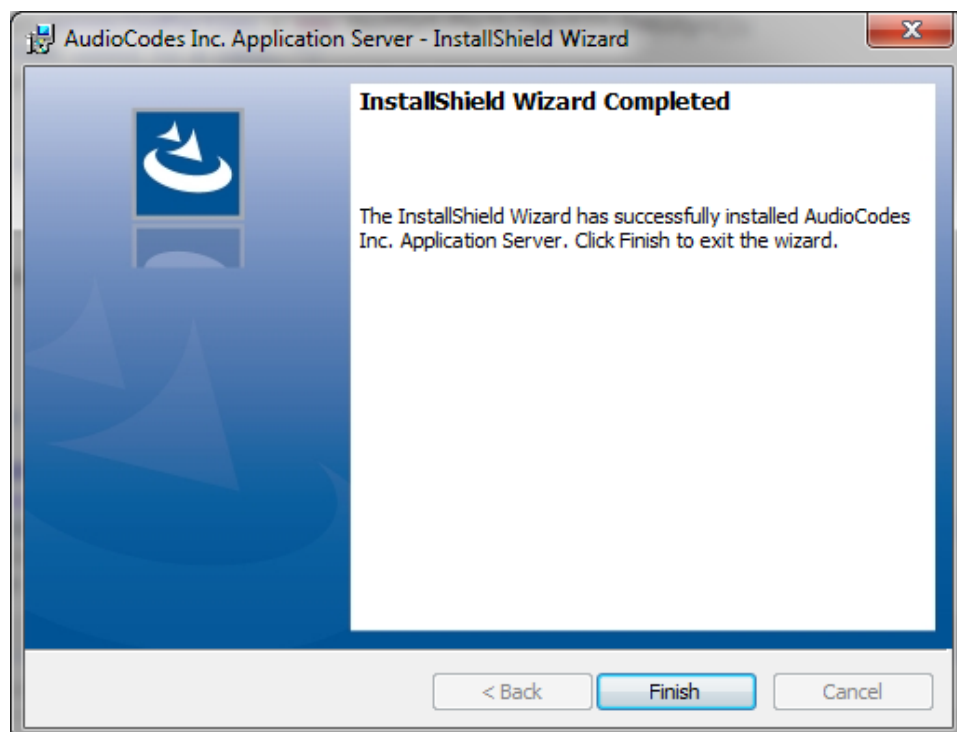 AudioCodes Inc. Application Server - InstallShield Wizard
InstallShield Wizard Completed
The InstallShield Wizard has successfully installed AudioCodes
Inc. Application Server. Click Finish to exit the wizard.
< Back
Finish
Cancel